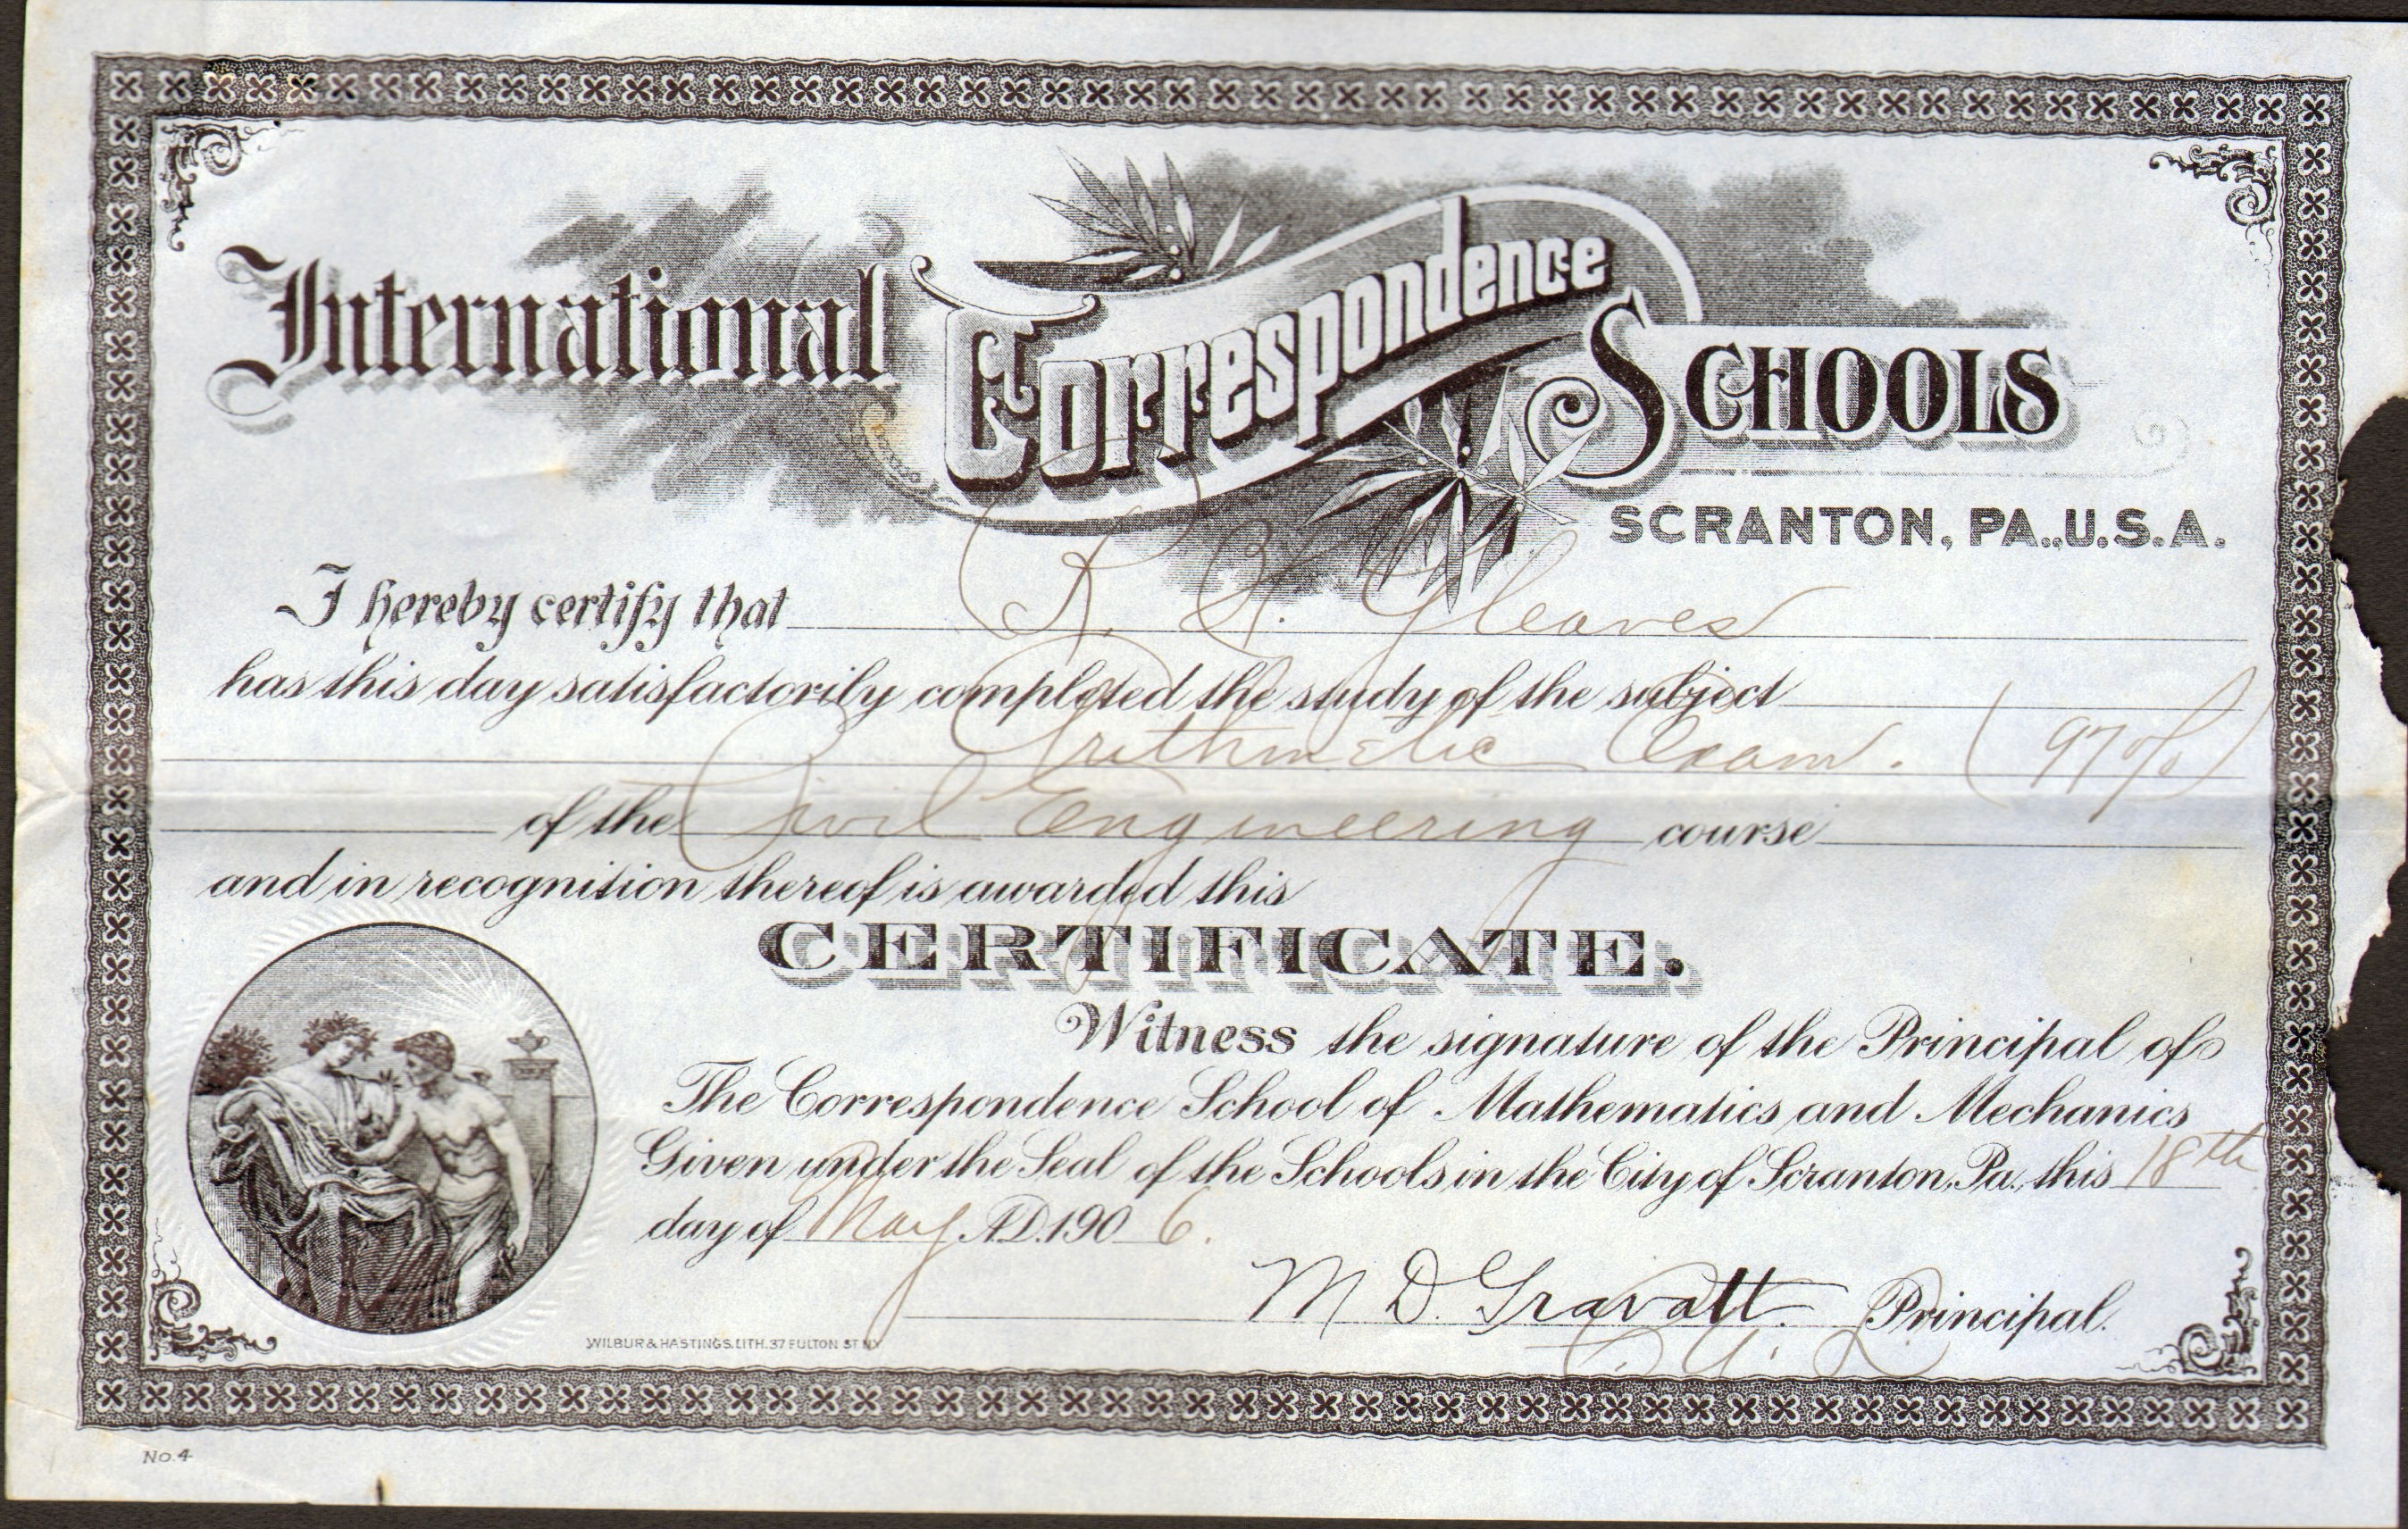 International Correspondence Schools
SCRANTON, PA., U.S.A.
I hereby certify that R. H. Gleaves
has this day satisfactorily completed the study of the subject
Arithmetic Exam. (97%)
of the Civil Engineering course
and in recognition thereof is awarded this
CERTIFICATE.
Witness the signature of the Principal of
The Correspondence School of Mathematics and Mechanics
Given under the Seal of the Schools in the City of Scranton, Pa., this 18th
day of May A.D. 190 6.
M D. Gravatt. Principal.
WILBUR & HASTINGS. LITH. 37 FULTON ST NY
No. 4